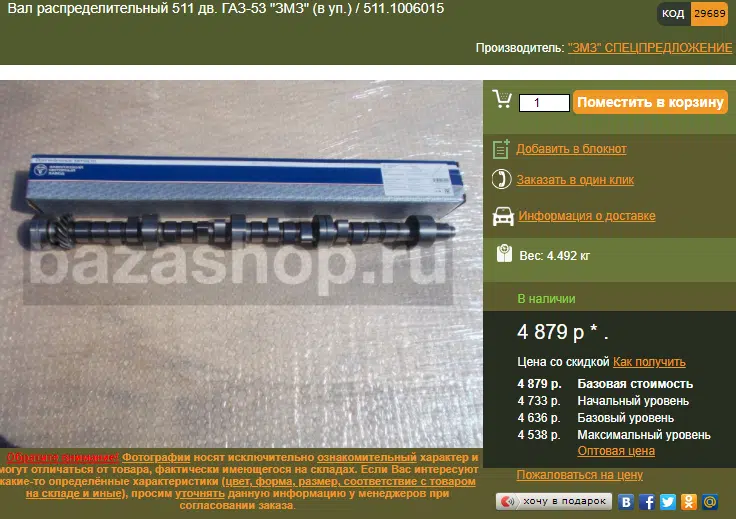 Вал распределительный 511 дв. ГАЗ-53 "ЗМЗ" (в уп.) / 511.1006015
КОД 29689
Производитель: "ЗМЗ" СПЕЦПРЕДЛОЖЕНИЕ
1 Поместить в корзину
Добавить в блокнот
Заказать в один клик
Информация о доставке
Вес: 4.492 кг
В наличии
4 879 р * .
Цена со скидкой Как получить
4 879 р. Базовая стоимость
4 733 р. Начальный уровень
4 636 р. Базовый уровень
4 538 р. Максимальный уровень
Оптовая цена
Пожаловаться на цену
хочу в подарок
bazashop.ru
Обратите внимание! Фотографии носят исключительно ознакомительный характер и
могут отличаться от товара, фактически имеющегося на складах. Если Вас интересуют
какие-то определённые характеристики (цвет, форма, размер, соответствие с товаром
на складе и иные), просим уточнять данную информацию у менеджеров при
согласовании заказа.